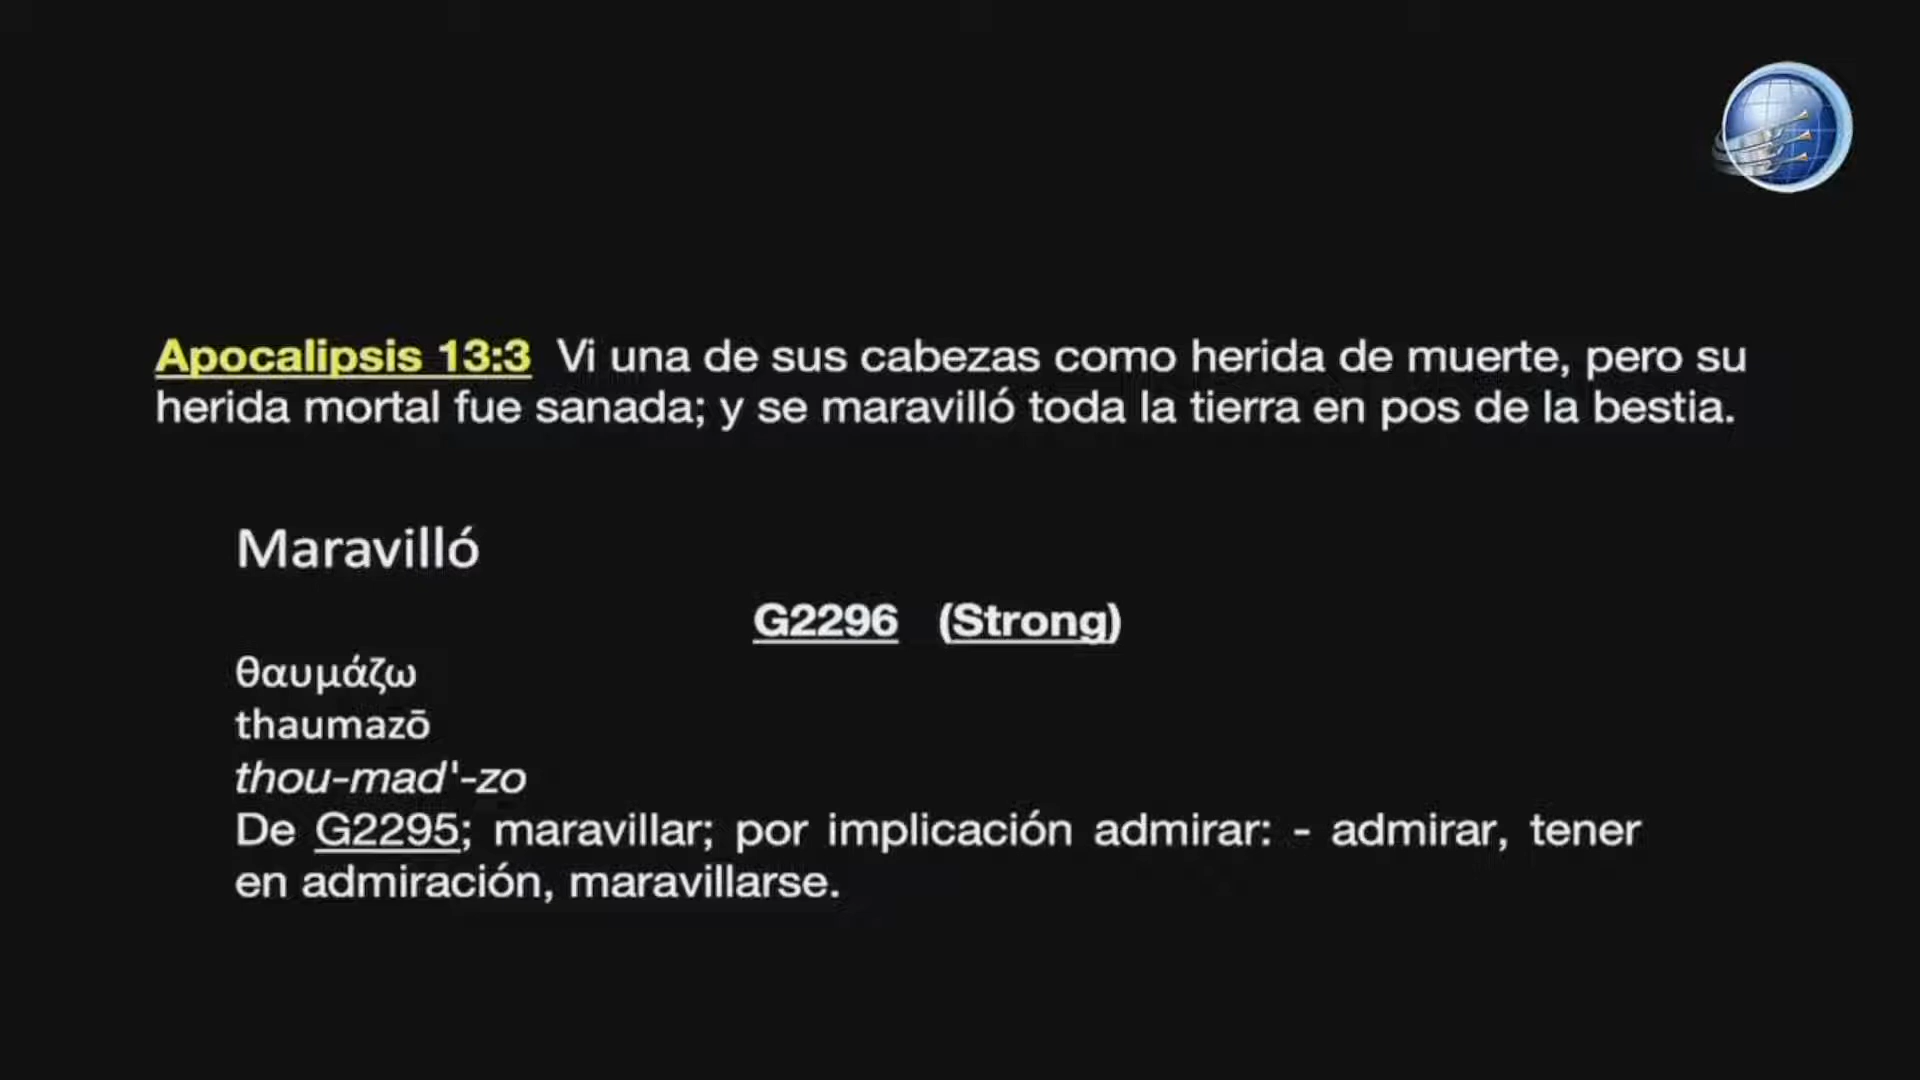 Apocalipsis 13:3 Vi una de sus cabezas como herida de muerte, pero su
herida mortal fue sanada; y se maravilló toda la tierra en pos de la bestia.
Maravilló
G2296 (Strong)
θαυμάζω
thaumazō
thou-mad'-zo
De G2295; maravillar; por implicación admirar: - admirar, tener
en admiración, maravillarse.